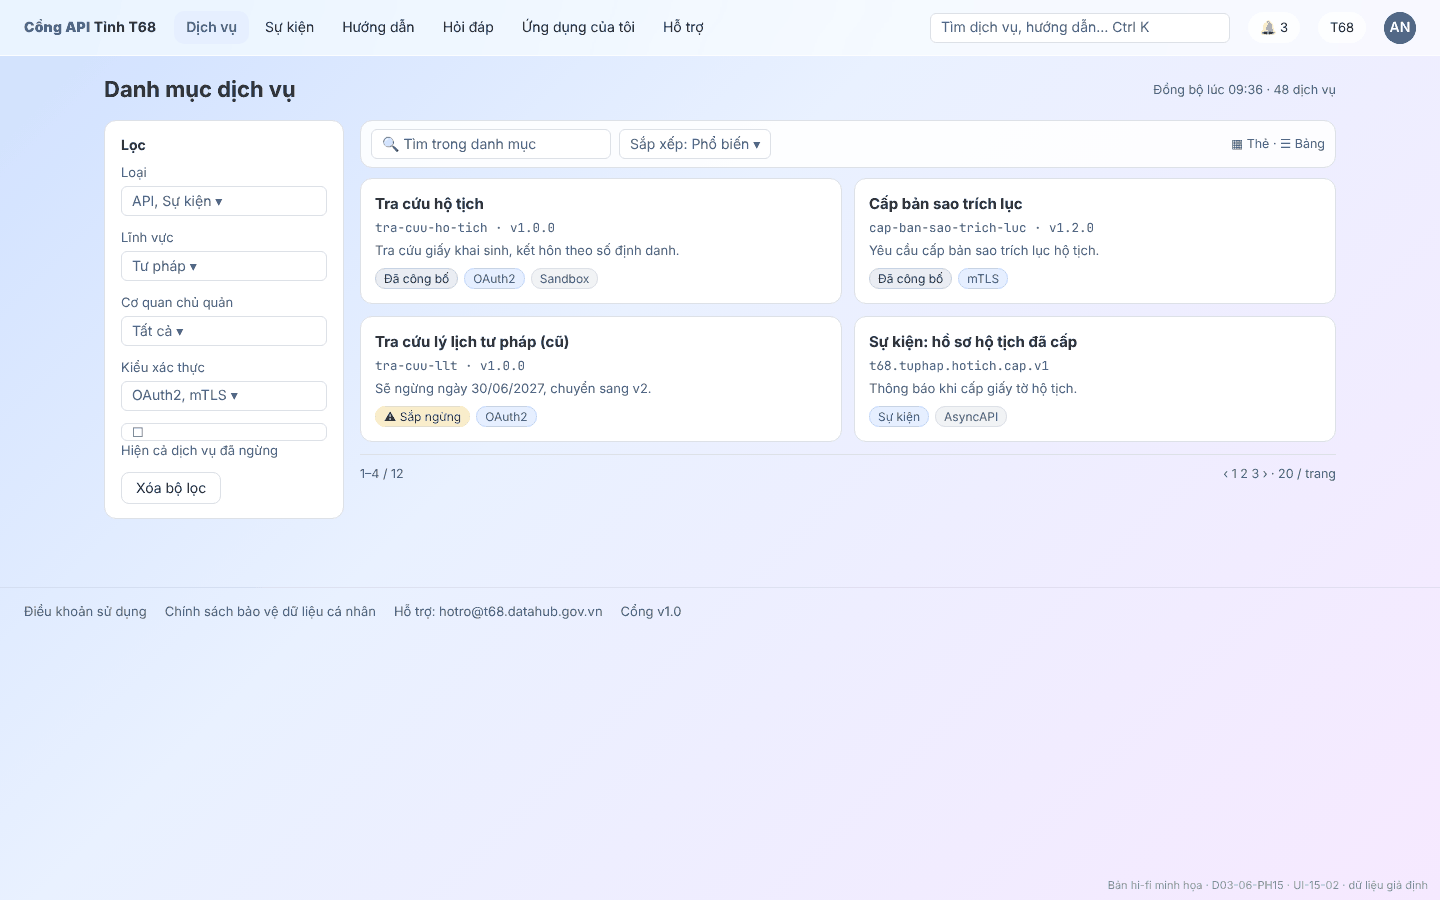 Cổng API Tỉnh T68 Dịch vụ Sự kiện Hướng dẫn Hỏi đáp Ứng dụng của tôi Hỗ trợ Tìm dịch vụ, hướng dẫn... Ctrl K 3 T68 AN
Danh mục dịch vụ Đồng bộ lúc 09:36 · 48 dịch vụ
Lọc
Loại
API, Sự kiện ▾
Lĩnh vực
Tư pháp ▾
Cơ quan chủ quản
Tất cả ▾
Kiểu xác thực
OAuth2, mTLS ▾
Hiện cả dịch vụ đã ngừng
Xóa bộ lọc
Tìm trong danh mục Sắp xếp: Phổ biến ▾ ▦ Thẻ · ☰ Bảng
Tra cứu hộ tịch
tra-cuu-ho-tich · v1.0.0
Tra cứu giấy khai sinh, kết hôn theo số định danh.
Đã công bố OAuth2 Sandbox
Cấp bản sao trích lục
cap-ban-sao-trich-luc · v1.2.0
Yêu cầu cấp bản sao trích lục hộ tịch.
Đã công bố mTLS
Tra cứu lý lịch tư pháp (cũ)
tra-cuu-llt · v1.0.0
Sẽ ngừng ngày 30/06/2027, chuyển sang v2.
⚠ Sắp ngừng OAuth2
Sự kiện: hồ sơ hộ tịch đã cấp
t68.tuphap.hotich.cap.v1
Thông báo khi cấp giấy tờ hộ tịch.
Sự kiện AsyncAPI
1–4 / 12 ‹ 1 2 3 › · 20 / trang
Điều khoản sử dụng Chính sách bảo vệ dữ liệu cá nhân Hỗ trợ: hotro@t68.datahub.gov.vn Cổng v1.0
Bản hi-fi minh họa · D03-06-PH15 · UI-15-02 · dữ liệu giả định